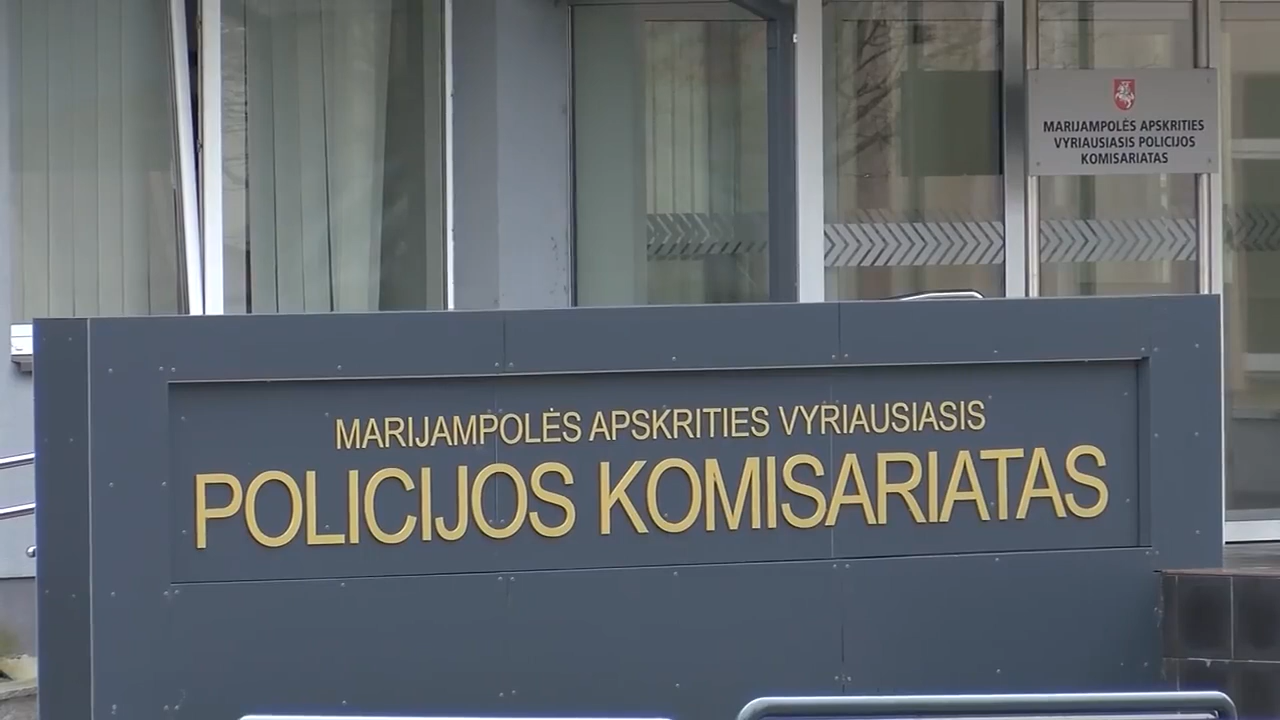 MARIJAMPOLĖS APSKRITIES
VYRIAUSIASIS POLICIJOS
KOMISARIATAS
MARIJAMPOLĖS APSKRITIES VYRIAUSIASIS
POLICIJOS KOMISARIATAS